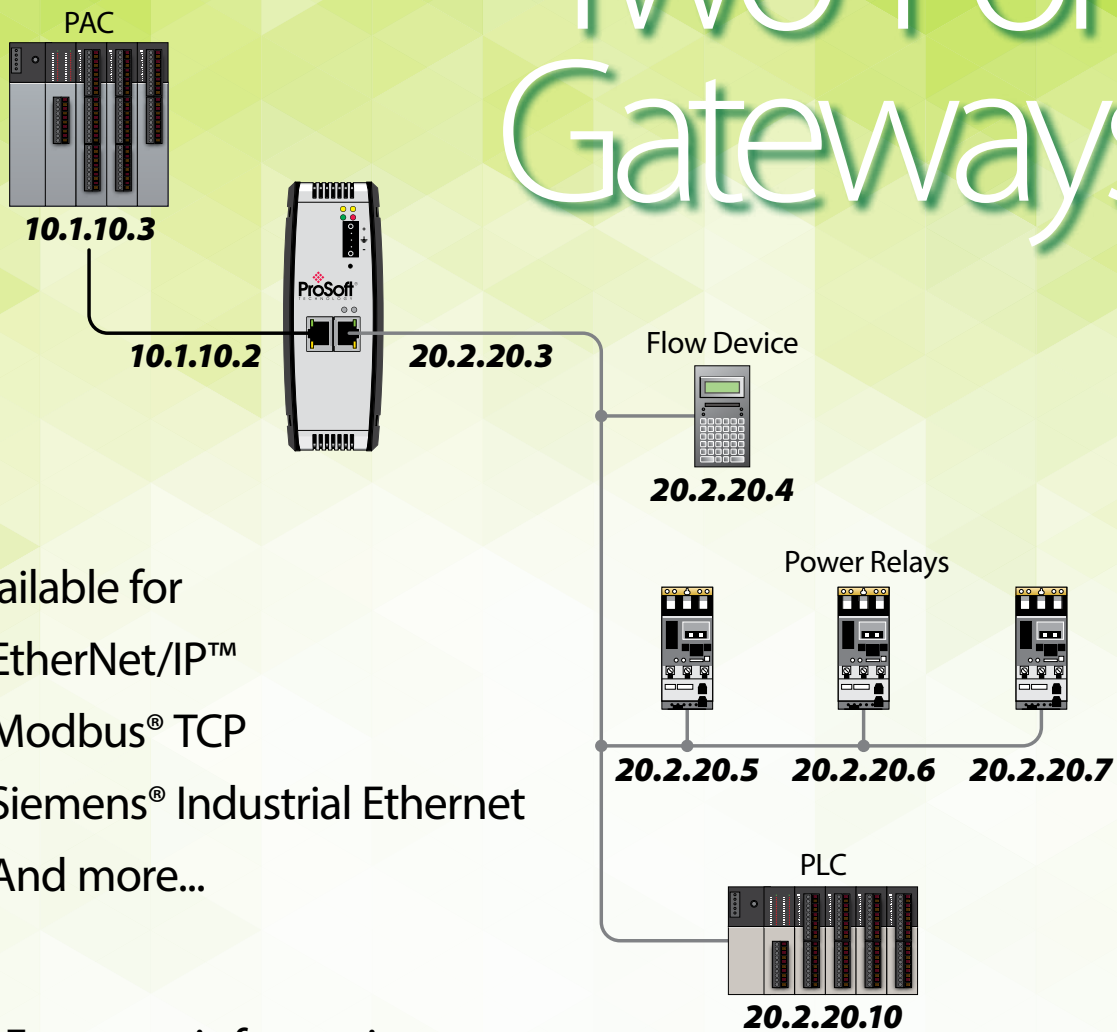 PAC
Gateways
10.1.10.3
ProSoft®
TECHNOLOGY
10.1.10.2
20.2.20.3
Flow Device
20.2.20.4
Power Relays
for
EtherNet/IP™
Modbus® TCP
Siemens® Industrial Ethernet
And more...
20.2.20.5 20.2.20.6 20.2.20.7
PLC
20.2.20.10